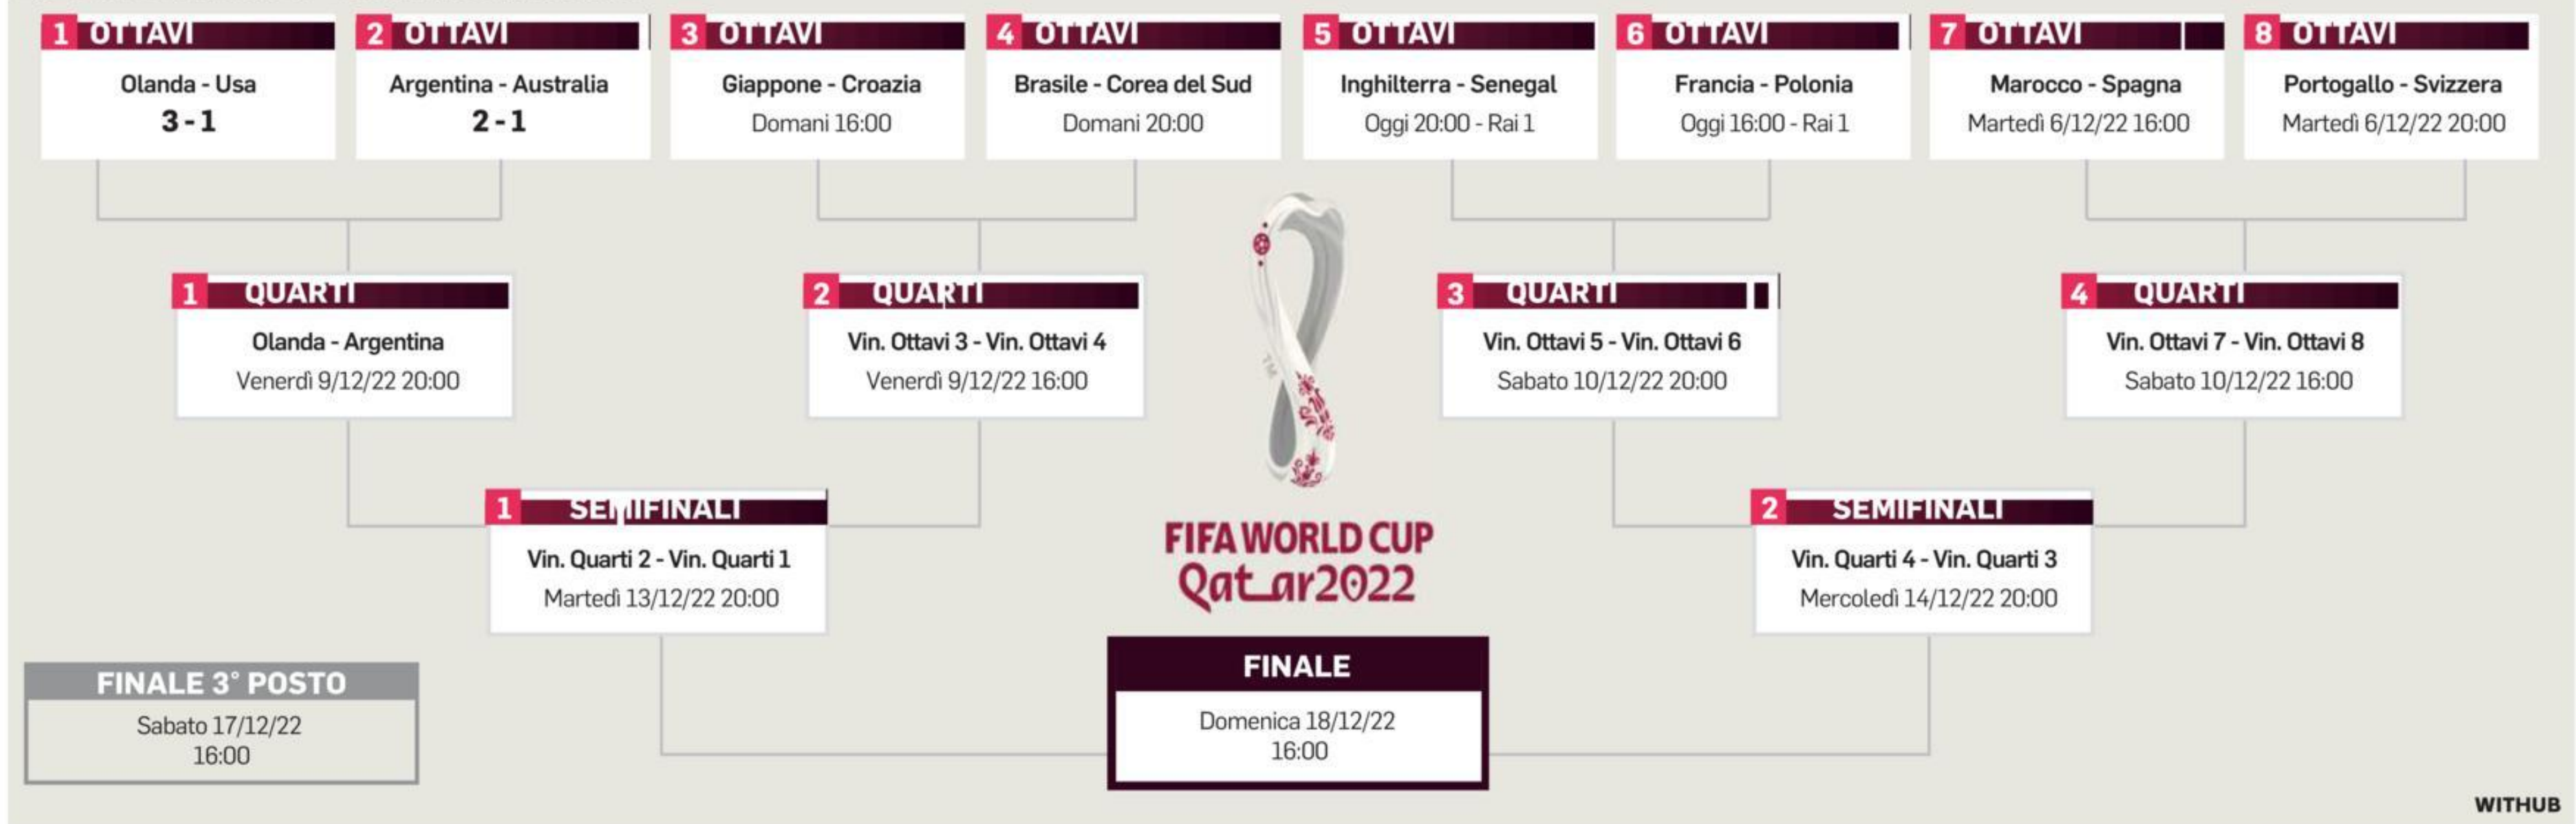 1 OTTAVI
Olanda - Usa
3 - 1
2 OTTAVI
Argentina - Australia
2 - 1
3 OTTAVI
Giappone - Croazia
Domani 16:00
4 OTTAVI
Brasile - Corea del Sud
Domani 20:00
5 OTTAVI
Inghilterra - Senegal
Oggi 20:00 - Rai 1
6 OTTAVI
Francia - Polonia
Oggi 16:00 - Rai 1
7 OTTAVI
Marocco - Spagna
Martedì 6/12/22 16:00
8 OTTAVI
Portogallo - Svizzera
Martedì 6/12/22 20:00
1 QUARTI
Olanda - Argentina
Venerdì 9/12/22 20:00
2 QUARTI
Vin. Ottavi 3 - Vin. Ottavi 4
Venerdì 9/12/22 16:00
3 QUARTI
Vin. Ottavi 5 - Vin. Ottavi 6
Sabato 10/12/22 20:00
4 QUARTI
Vin. Ottavi 7 - Vin. Ottavi 8
Sabato 10/12/22 16:00
TM
1 SEMIFINALI
Vin. Quarti 2 - Vin. Quarti 1
Martedì 13/12/22 20:00
FIFA WORLD CUP
Qatar2022
2 SEMIFINALI
Vin. Quarti 4 - Vin. Quarti 3
Mercoledì 14/12/22 20:00
FINALE 3° POSTO
Sabato 17/12/22
16:00
FINALE
Domenica 18/12/22
16:00
WITHUB